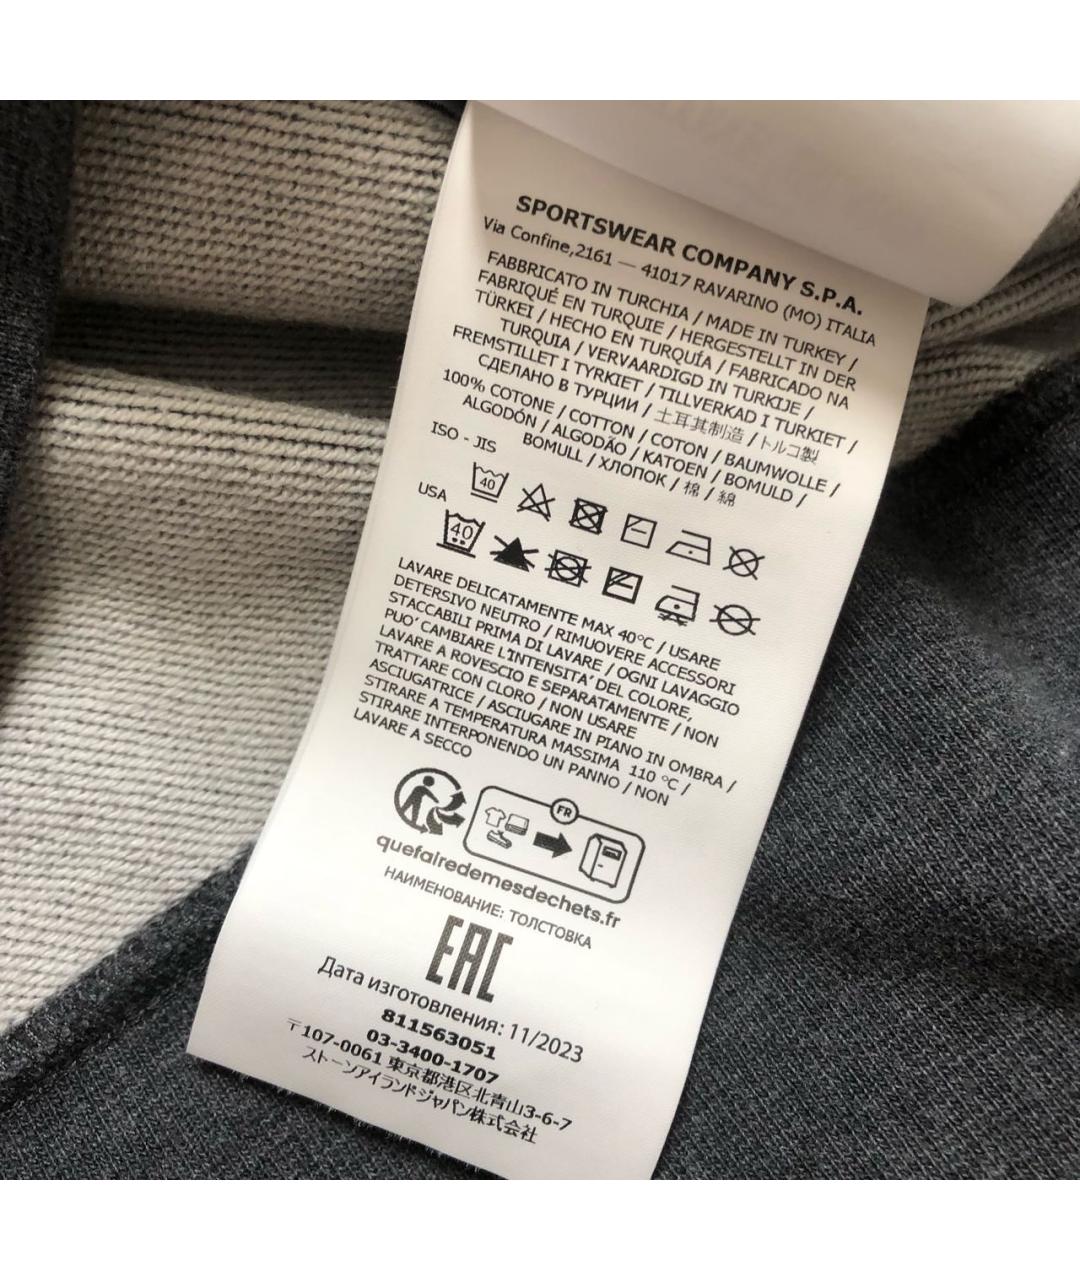 SPORTSWEAR COMPANY S.P.A.
Via Confine,2161 — 41017 RAVARINO (MO) ITALIA
FABBRICATO IN TURCHIA / MADE IN TURKEY /
FABRIQUÉ EN TURQUIE / HERGESTELLT IN DER
TÜRKEI / HECHO EN TURQUÍA / FABRICADO NA
TURQUIA / VERVAARDIGD IN TURKIJE /
FREMSTILLET I TYRKIET / TILLVERKAD I TURKIET /
СДЕЛАНО В ТУРЦИИ / 土耳其制造 / トルコ製
100% COTONE / COTTON / COTON / BAUMWOLLE /
ALGODÓN / ALGODÃO / KATOEN / BOMULD /
BOMULL / ХЛОПОК / 棉 / 綿
ISO - JIS
40
USA
40
LAVARE DELICATAMENTE MAX 40°C / USARE
DETERSIVO NEUTRO / RIMUOVERE ACCESSORI
STACCABILI PRIMA DI LAVARE / OGNI LAVAGGIO
PUO' CAMBIARE L'INTENSITA' DEL COLORE,
LAVARE A ROVESCIO E SEPARATAMENTE / NON
TRATTARE CON CLORO / NON USARE
ASCIUGATRICE / ASCIUGARE IN PIANO IN OMBRA /
STIRARE A TEMPERATURA MASSIMA 110 °C /
STIRARE INTERPONENDO UN PANNO / NON
LAVARE A SECCO
FR
quefairedemesdechets.fr
НАИМЕНОВАНИЕ: ТОЛСТОВКА
EAC
Дата изготовления: 11/2023
811563051
03-3400-1707
〒107-0061 東京都港区北青山3-6-7
ストーンアイランドジャパン株式会社